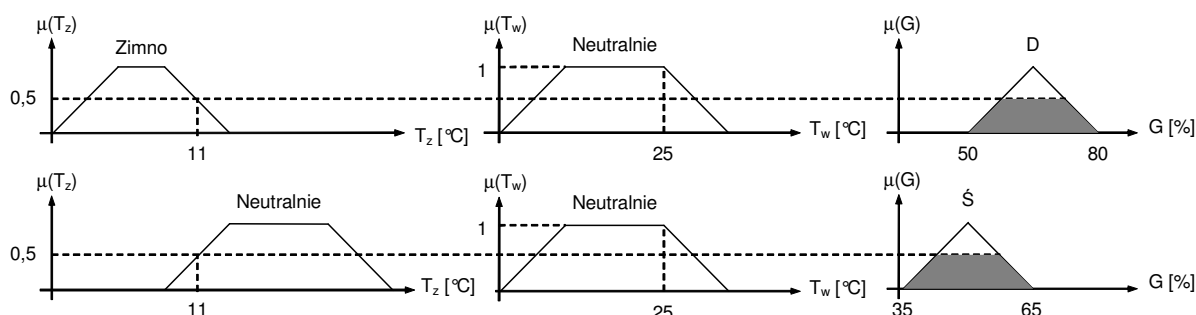 μ(T_z)
Zimno
0,5
11
T_z [°C]
μ(T_w)
Neutralnie
1
25
T_w [°C]
μ(G)
D
50
80
G [%]
μ(T_z)
Neutralnie
0,5
11
T_z [°C]
μ(T_w)
Neutralnie
1
25
T_w [°C]
μ(G)
Ś
35
65
G [%]